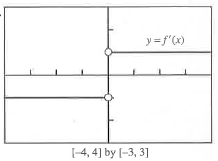 y = f'(x)
[−4, 4] by [−3, 3]